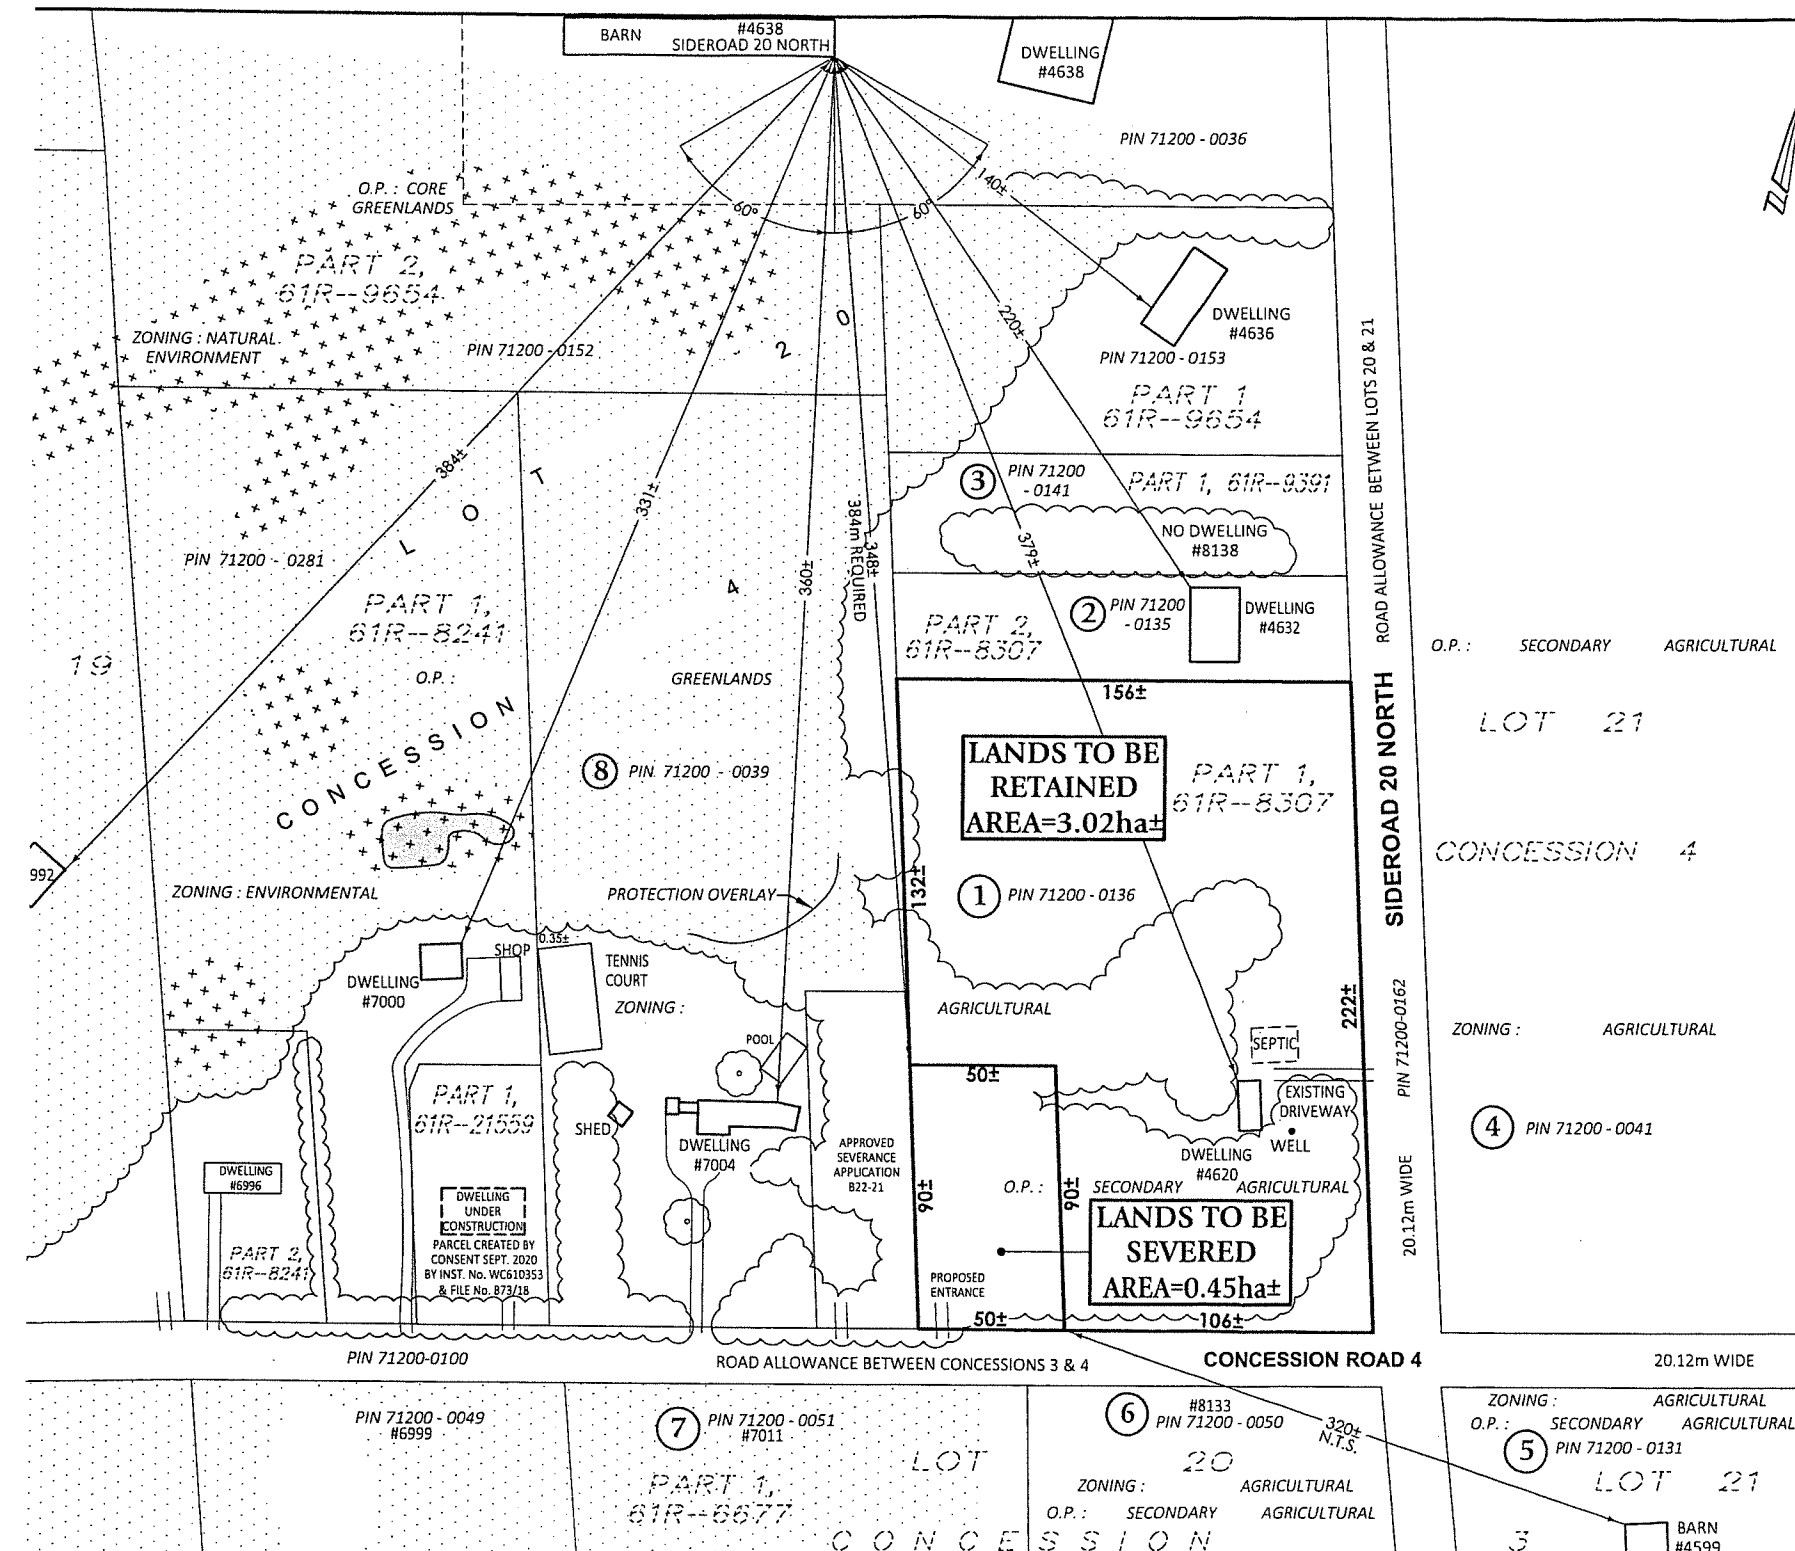 BARN
#4638
SIDEROAD 20 NORTH
DWELLING
#4638
PIN 71200 - 0036
O.P. : CORE
GREENLANDS
60°
60°
140±
PART 2,
61R--9654
ZONING : NATURAL
ENVIRONMENT
PIN 71200 - 0152
2 0
220±
DWELLING
#4636
PIN 71200 - 0153
PART 1
61R--9654
ROAD ALLOWANCE BETWEEN LOTS 20 & 21
384±
331±
L O T
360±
384m REQUIRED
348±
379±
3
PIN 71200
- 0141
PART 1, 61R--9391
NO DWELLING
#8138
PIN 71200 - 0281
4
PART 1,
61R--8241
2
PIN 71200
- 0135
DWELLING
#4632
PART 2,
61R--8307
19
O.P. :
GREENLANDS
O.P. : SECONDARY AGRICULTURAL
156±
CONCESSION
8
PIN 71200 - 0039
LANDS TO BE
RETAINED
AREA=3.02ha±
PART 1,
61R--8307
SIDEROAD 20 NORTH
LOT 21
CONCESSION 4
992
ZONING : ENVIRONMENTAL
PROTECTION OVERLAY
132±
1
PIN 71200 - 0136
SHOP
0.35±
TENNIS
COURT
DWELLING
#7000
ZONING :
AGRICULTURAL
222±
PIN 71200-0162
ZONING : AGRICULTURAL
POOL
SEPTIC
50±
PART 1,
61R--21559
SHED
EXISTING
DRIVEWAY
WELL
DWELLING
#4620
DWELLING
#7004
APPROVED
SEVERANCE
APPLICATION
B22-21
4
PIN 71200 - 0041
DWELLING
#6996
DWELLING
UNDER
CONSTRUCTION
PARCEL CREATED BY
CONSENT SEPT. 2020
BY INST. No. WC610353
& FILE No. B73/18
90±
90±
O.P. : SECONDARY AGRICULTURAL
20.12m WIDE
PART 2,
61R--8241
LANDS TO BE
SEVERED
AREA=0.45ha±
PROPOSED
ENTRANCE
50±
106±
PIN 71200-0100
ROAD ALLOWANCE BETWEEN CONCESSIONS 3 & 4
CONCESSION ROAD 4
20.12m WIDE
PIN 71200 - 0049
#6999
7
PIN 71200 - 0051
#7011
6
#8133
PIN 71200 - 0050
320±
N.T.S.
ZONING : AGRICULTURAL
O.P. : SECONDARY AGRICULTURAL
5
PIN 71200 - 0131
LOT 20
LOT 21
PART 1,
61R--6677
ZONING : AGRICULTURAL
O.P. : SECONDARY AGRICULTURAL
CONCESSION 3
BARN
#4599